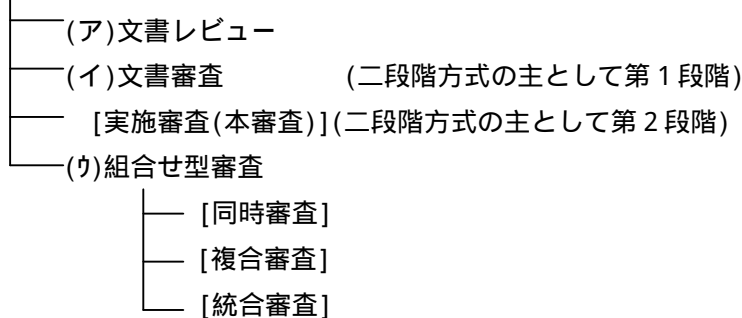 (ア)文書レビュー
(イ)文書審査 (二段階方式の主として第1段階)
[実施審査(本審査)](二段階方式の主として第2段階)
(ｳ)組合せ型審査
[同時審査]
[複合審査]
[統合審査]